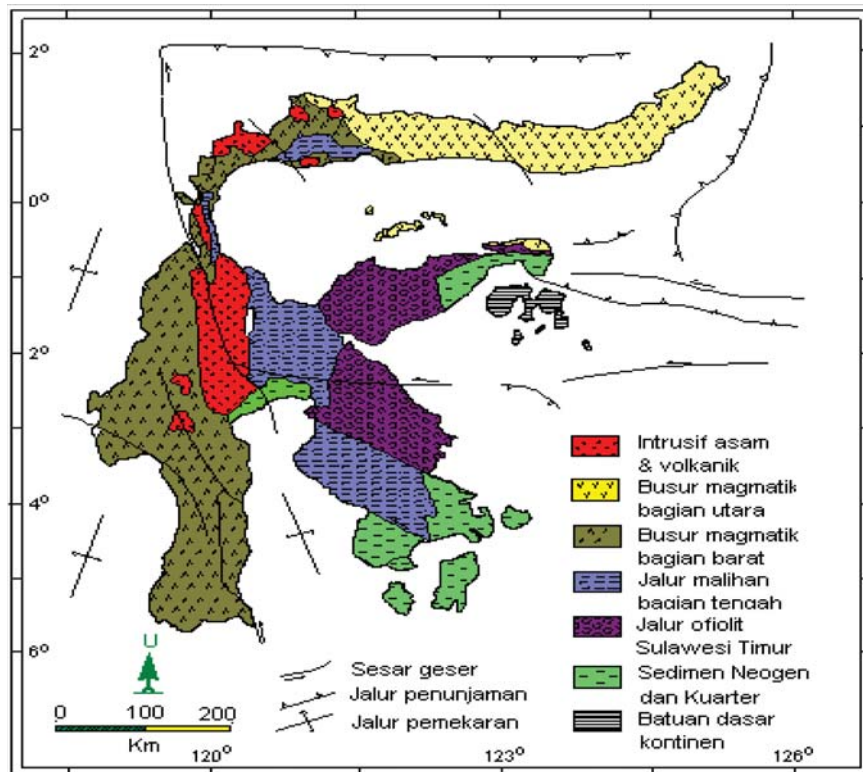 2°
0°
2°
4°
6°
Intrusif asam
& volkanik
Busur magmatik
bagian utara
Busur magmatik
bagian barat
Jalur malihan
bagian tengah
Jalur ofiolit
Sulawesi Timur
Sedimen Neogen
dan Kuarter
Batuan dasar
kontinen
U
0 100 200
Km
Sesar geser
Jalur penunjaman
Jalur pemekaran
120° 123° 126°